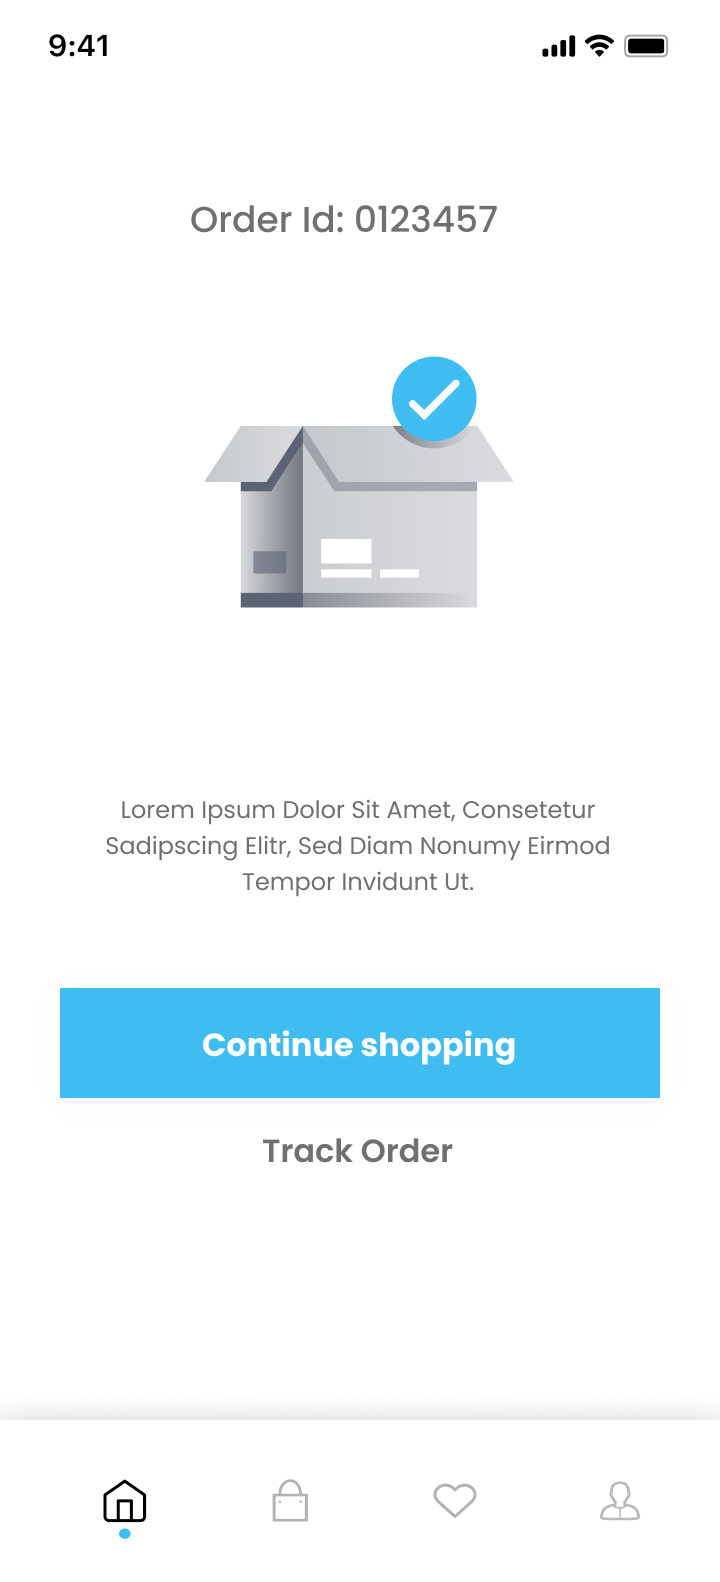 9:41
Order Id: 0123457
Lorem Ipsum Dolor Sit Amet, Consetetur
Sadipscing Elitr, Sed Diam Nonumy Eirmod
Tempor Invidunt Ut.
Continue shopping
Track Order